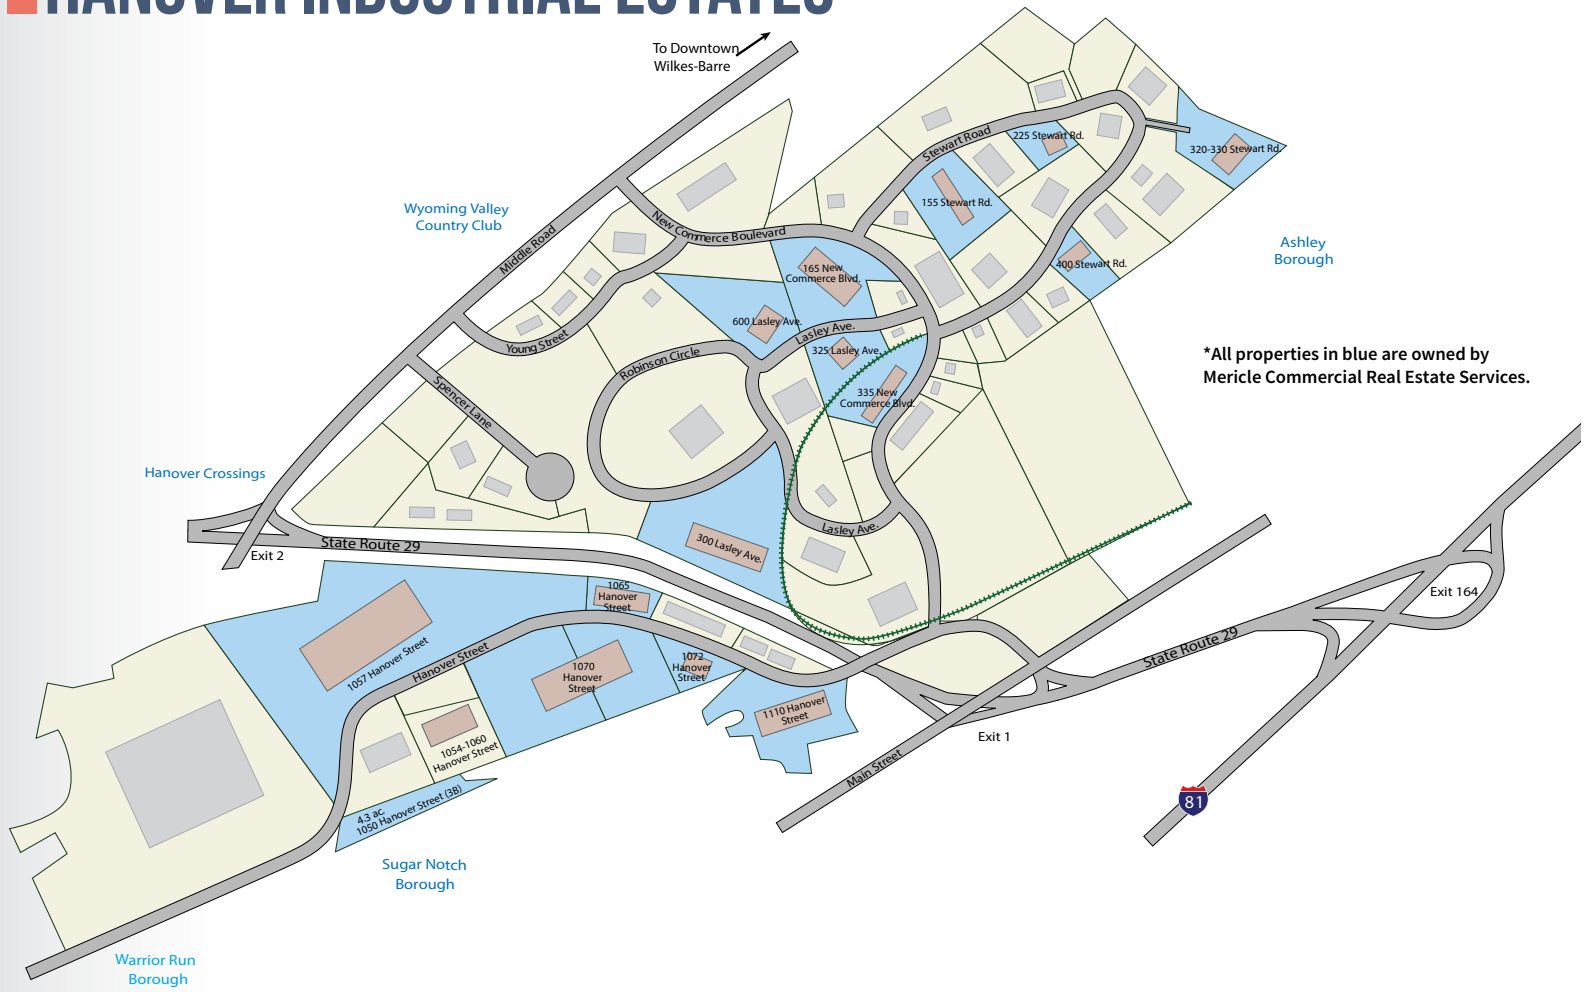 HANOVER INDUSTRIAL ESTATES
To Downtown
Wilkes-Barre
Wyoming Valley
Country Club
Middle Road
New Commerce Boulevard
Stewart Road
225 Stewart Rd.
320-330 Stewart Rd.
155 Stewart Rd.
400 Stewart Rd.
Ashley
Borough
165 New
Commerce Blvd.
600 Lasley Ave.
Lasley Ave.
325 Lasley Ave.
335 New
Commerce Blvd.
Young Street
Robinson Circle
Spencer Lane
*All properties in blue are owned by
Mericle Commercial Real Estate Services.
Hanover Crossings
Exit 2
State Route 29
300 Lasley Ave.
Lasley Ave.
1065
Hanover
Street
1057 Hanover Street
Hanover Street
1070
Hanover
Street
1072
Hanover
Street
1110 Hanover
Street
1054-1060
Hanover Street
4.3 ac.
1050 Hanover Street (3B)
Exit 164
State Route 29
Exit 1
Main Street
81
Sugar Notch
Borough
Warrior Run
Borough